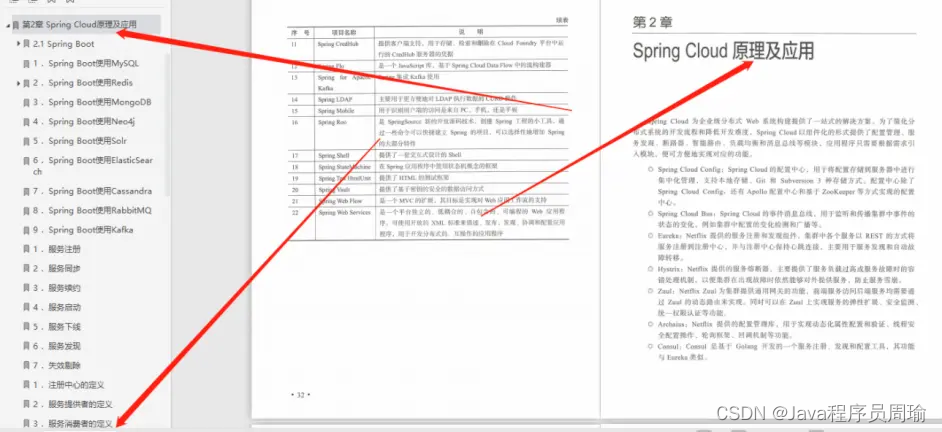 第2章 Spring Cloud原理及应用
2.1 Spring Boot
1 . Spring Boot使用MySQL
2 . Spring Boot使用Redis
3 . Spring Boot使用MongoDB
4 . Spring Boot使用Neo4j
5 . Spring Boot使用Solr
6 . Spring Boot使用ElasticSear
ch
7 . Spring Boot使用Cassandra
8 . Spring Boot使用RabbitMQ
9 . Spring Boot使用Kafka
1 . 服务注册
2 . 服务同步
3 . 服务续约
4 . 服务启动
5 . 服务下线
6 . 服务发现
7 . 失效剔除
1 . 注册中心的定义
2 . 服务提供者的定义
3 . 服务消费者的定义
续表
序 号 项目名称 说 明
11 Spring CredHub 提供客户端支持，用于存储、检索和删除在 Cloud Foundry 平台中运
行的 CredHub 服务器的凭据
12 Spring Flo 是一个 JavaScript 库，基于 Spring Cloud Data Flow 中的流构建器
13 Spring for Apache
Kafka 集成 Kafka 使用
14 Spring LDAP 主要用于更方便地对 LDAP 执行数据的 CURD 操作
15 Spring Mobile 用于识别用户端的访问是来自 PC、手机，还是平板
16 Spring Roo 是 SpringSource 新的开放源码技术，创建 Spring 工程的小工具，通
过一些命令可以快捷建立 Spring 的项目，可以选择性地增加 Spring
的大部分特性
17 Spring Shell 提供了一套交互式设计的 Shell
18 Spring StateMachine 在 Spring 应用程序中使用状态机概念的框架
19 Spring Test HtmlUnit 提供了 HTML 的测试框架
20 Spring Vault 提供了基于密钥的安全的数据访问方式
21 Spring Web Flow 是一个 MVC 的扩展，其目标是实现对 Web 应用工作流的支持
22 Spring Web Services 是一个平台独立的、低耦合的、自包含的、可编程的 Web 应用程
序，可使用开放的 XML 标准来描述、发布、发现、协调和配置应用
程序，用于开发分布式的、互操作的应用程序
• 32 •
第 2 章
Spring Cloud 原理及应用
Spring Cloud 为企业级分布式 Web 系统构建提供了一站式的解决方案。为了简化分
布式系统的开发流程和降低开发难度，Spring Cloud 以组件化的形式提供了配置管理、服
务发现、断路器、智能路由、负载均衡和消息总线等模块。应用程序只需要根据需求引
入模块，便可方便地实现对应的功能。
Spring Cloud Config：Spring Cloud 的配置中心，用于将配置存储到服务器中进行
集中化管理，支持本地存储、Git 和 Subversion 3 种存储方式。配置中心除了
Spring Cloud Config，还有 Apollo 配置中心和基于 ZooKeeper 等方式实现的配置
中心。
Spring Cloud Bus：Spring Cloud 的事件消息总线，用于监听和传播集群中事件的
状态的变化，例如集群中配置的变化检测和广播等。
Eureka：Netflix 提供的服务注册和发现组件，集群中各个服务以 REST 的方式将
服务注册到注册中心，并与注册中心保持心跳连接，主要用于服务发现和自动故
障转移。
Hystrix：Netflix 提供的服务熔断器，主要提供了服务负载过高或服务故障时的容
错处理机制，以便集群在出现故障时依然能够对外提供服务，防止服务雪崩。
Zuul：Netflix Zuul 为集群提供通用网关的功能，前端服务访问后端服务均需要通
过 Zuul 的动态路由来实现。同时可以在 Zuul 上实现服务的弹性扩展、安全监测、
统一权限认证等功能。
Archaius：Netflix 提供的配置管理库，用于实现动态化属性配置和验证、线程安
全配置操作、轮询框架、回调机制等功能。
Consul：Consul 是基于 Golang 开发的一个服务注册、发现和配置工具，其功能
与 Eureka 类似。
CSDN @Java程序员周瑜